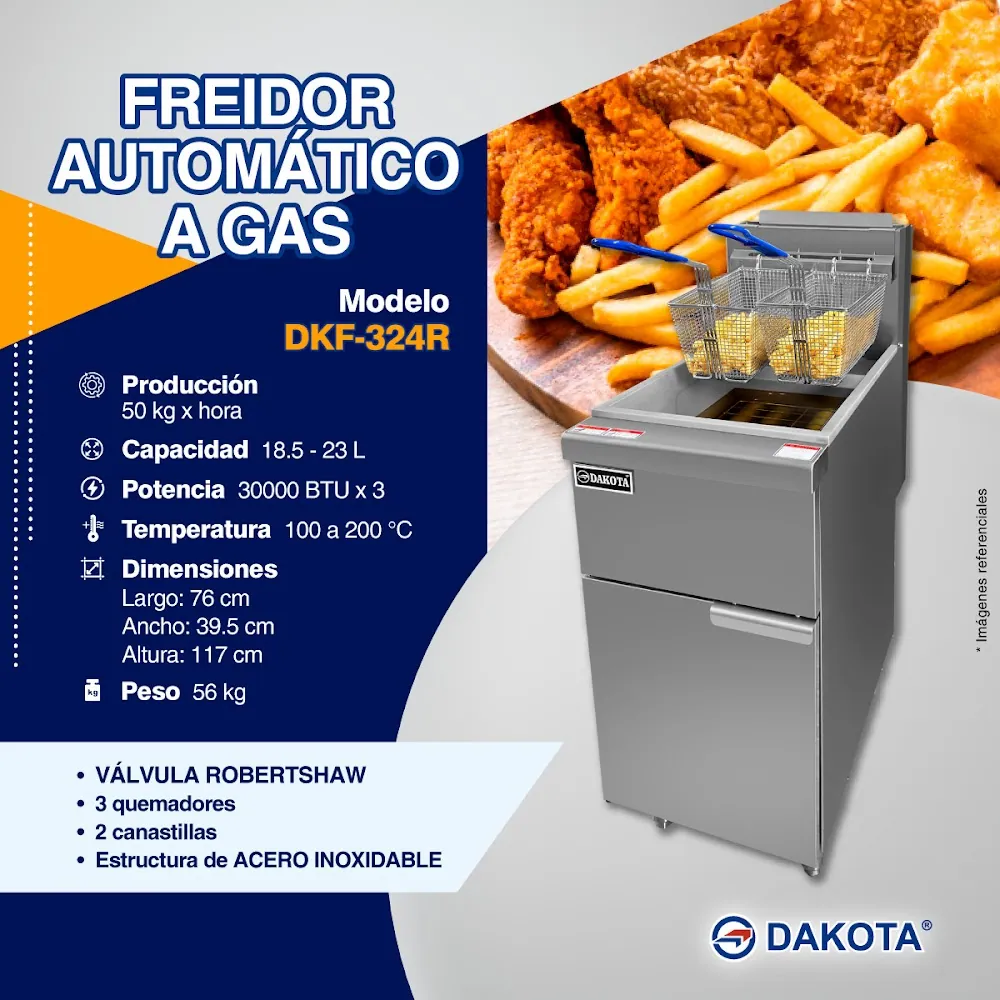 FREIDOR
AUTOMÁTICO
A GAS
Modelo
DKF-324R
Producción
50 kg x hora
Capacidad 18.5 - 23 L
Potencia 30000 BTU x 3
Temperatura 100 a 200 °C
Dimensiones
Largo: 76 cm
Ancho: 39.5 cm
Altura: 117 cm
kg Peso 56 kg
• VÁLVULA ROBERTSHAW
• 3 quemadores
• 2 canastillas
• Estructura de ACERO INOXIDABLE
DAKOTA
* Imágenes referenciales
DAKOTA®